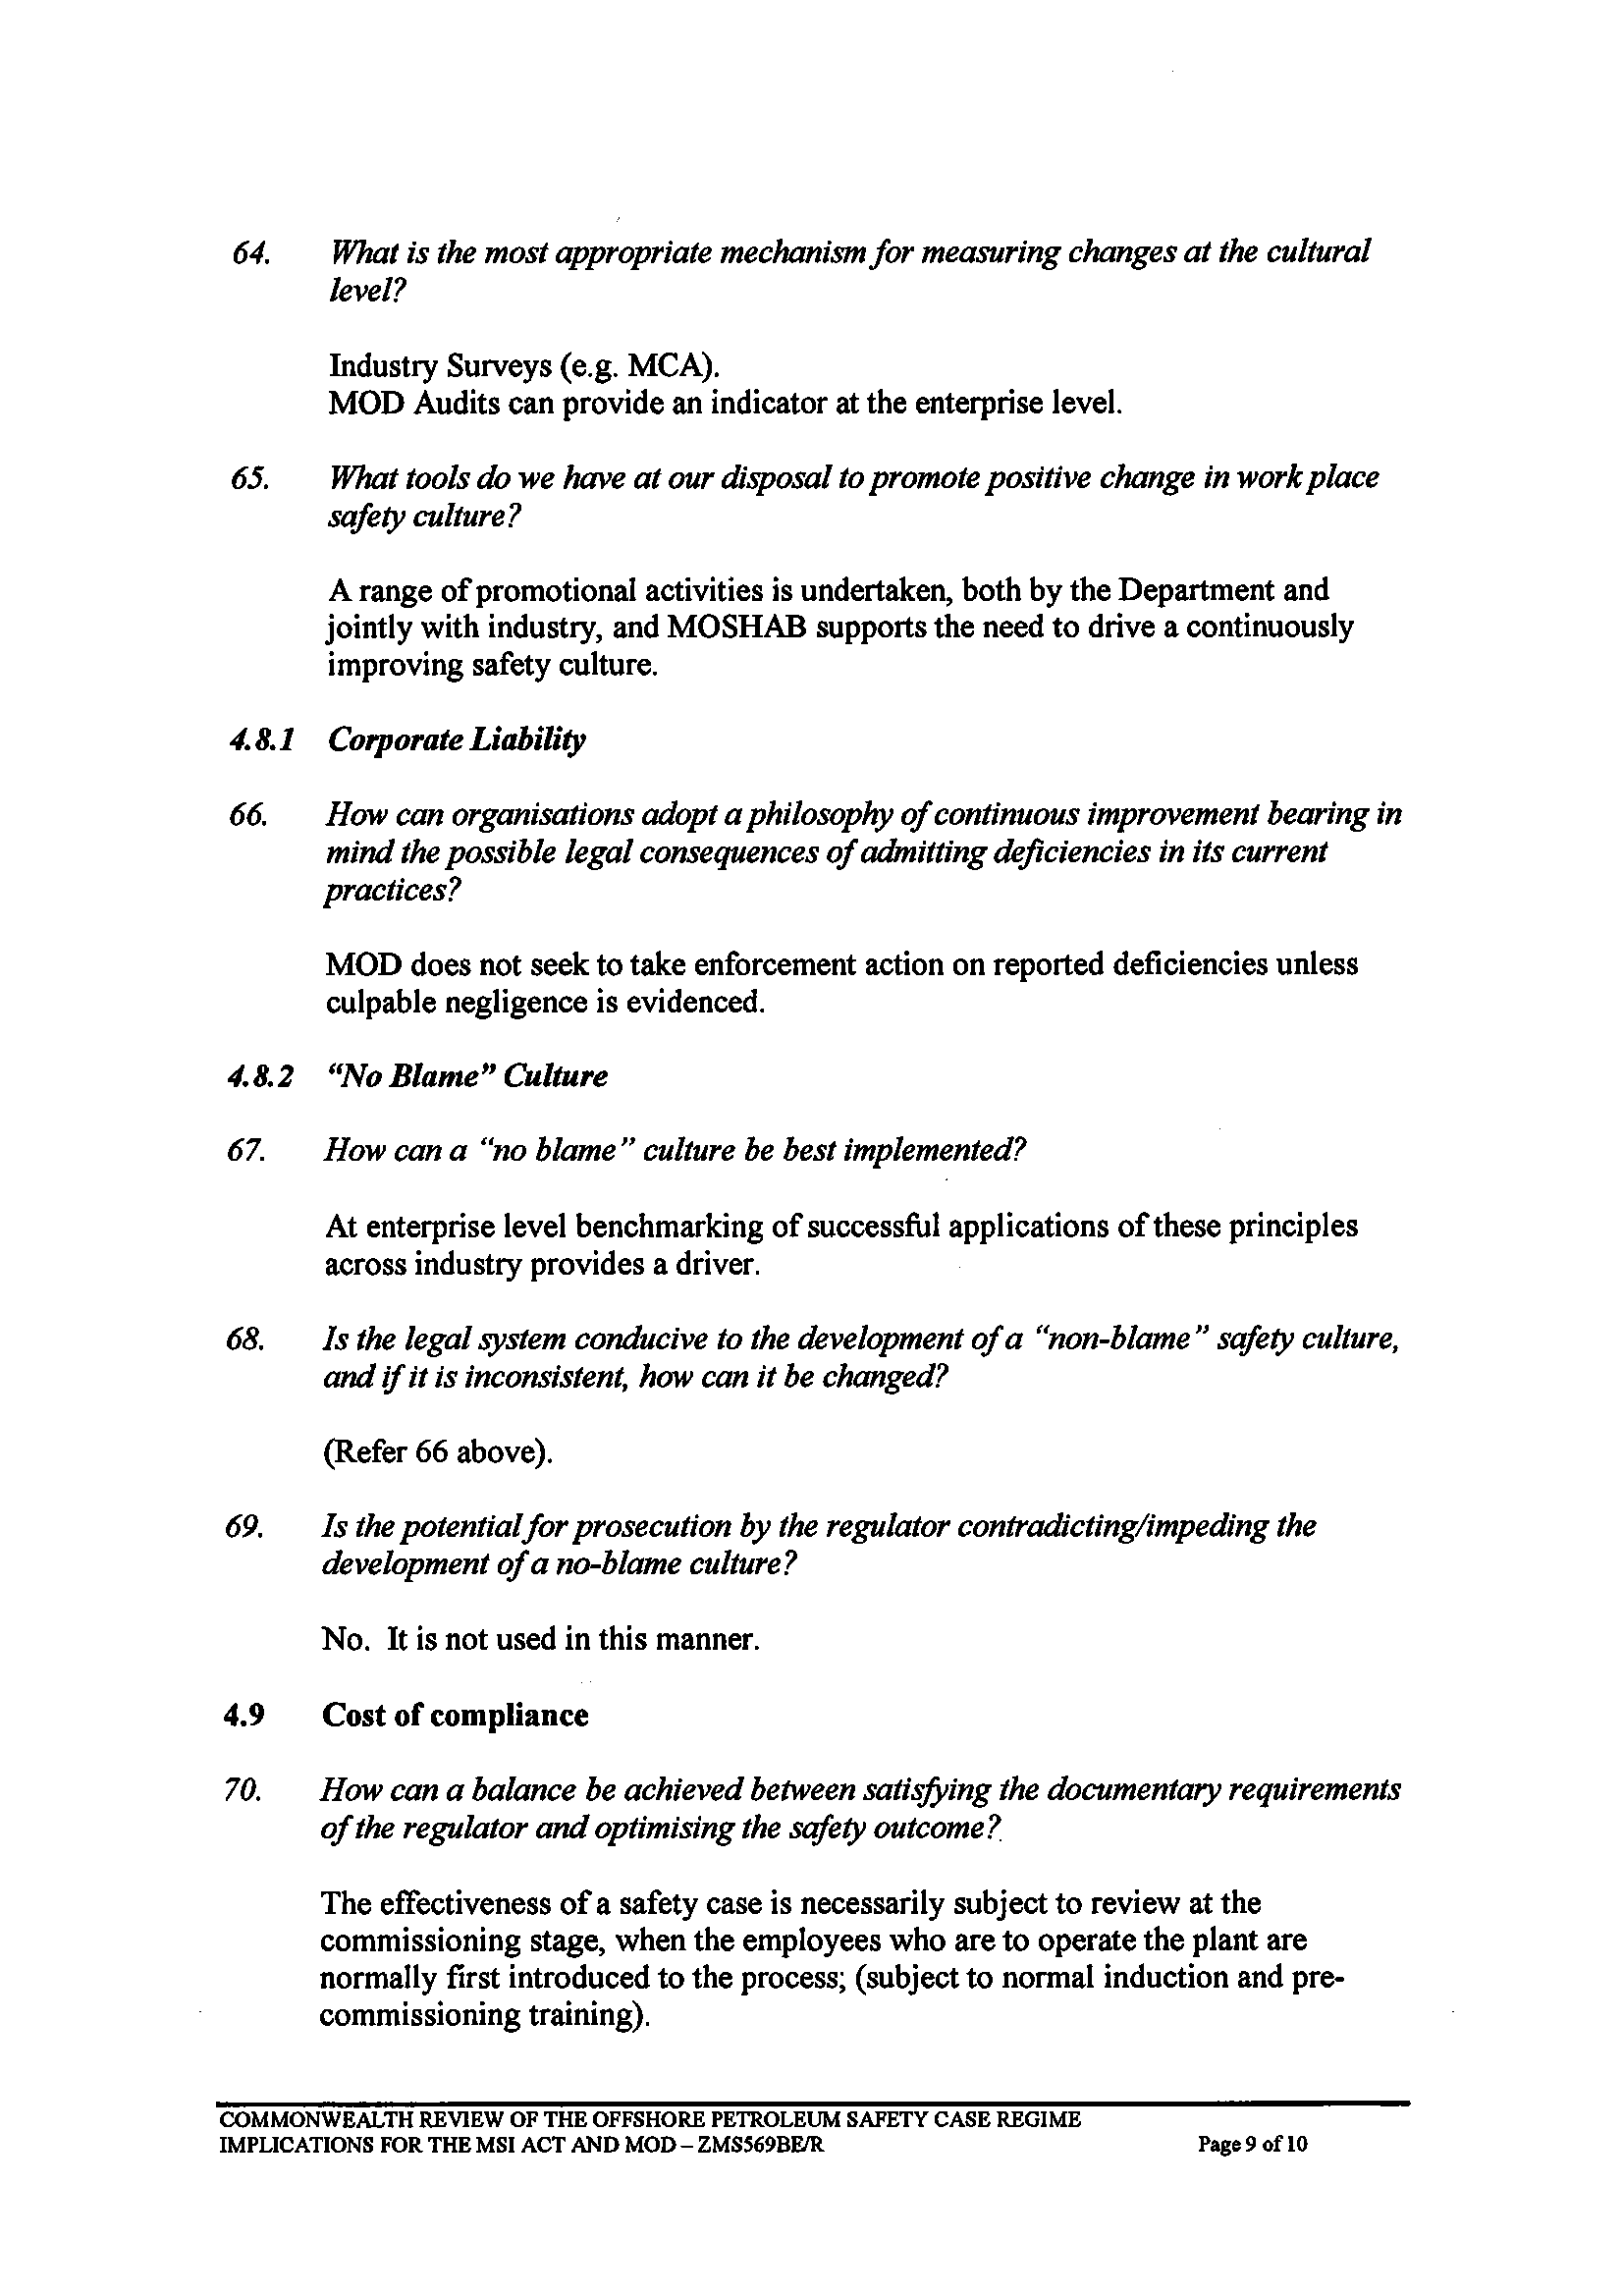 64. What is the most appropriate mechanism for measuring changes at the cultural
level?
Industry Surveys (e.g. MCA).
MOD Audits can provide an indicator at the enterprise level.
65. What tools do we have at our disposal to promote positive change in work place
safety culture?
A range of promotional activities is undertaken, both by the Department and
jointly with industry, and MOSHAB supports the need to drive a continuously
improving safety culture.
4.8.1 Corporate Liability
66. How can organisations adopt a philosophy of continuous improvement bearing in
mind the possible legal consequences of admitting deficiencies in its current
practices?
MOD does not seek to take enforcement action on reported deficiencies unless
culpable negligence is evidenced.
4.8.2 “No Blame” Culture
67. How can a “no blame” culture be best implemented?
At enterprise level benchmarking of successful applications of these principles
across industry provides a driver.
68. Is the legal system conducive to the development of a “non-blame” safety culture,
and if it is inconsistent, how can it be changed?
(Refer 66 above).
69. Is the potential for prosecution by the regulator contradicting/impeding the
development of a no-blame culture?
No. It is not used in this manner.
4.9 Cost of compliance
70. How can a balance be achieved between satisfying the documentary requirements
of the regulator and optimising the safety outcome?
The effectiveness of a safety case is necessarily subject to review at the
commissioning stage, when the employees who are to operate the plant are
normally first introduced to the process; (subject to normal induction and pre-
commissioning training).
COMMONWEALTH REVIEW OF THE OFFSHORE PETROLEUM SAFETY CASE REGIME
IMPLICATIONS FOR THE MSI ACT AND MOD – ZMS569BE/R Page 9 of 10